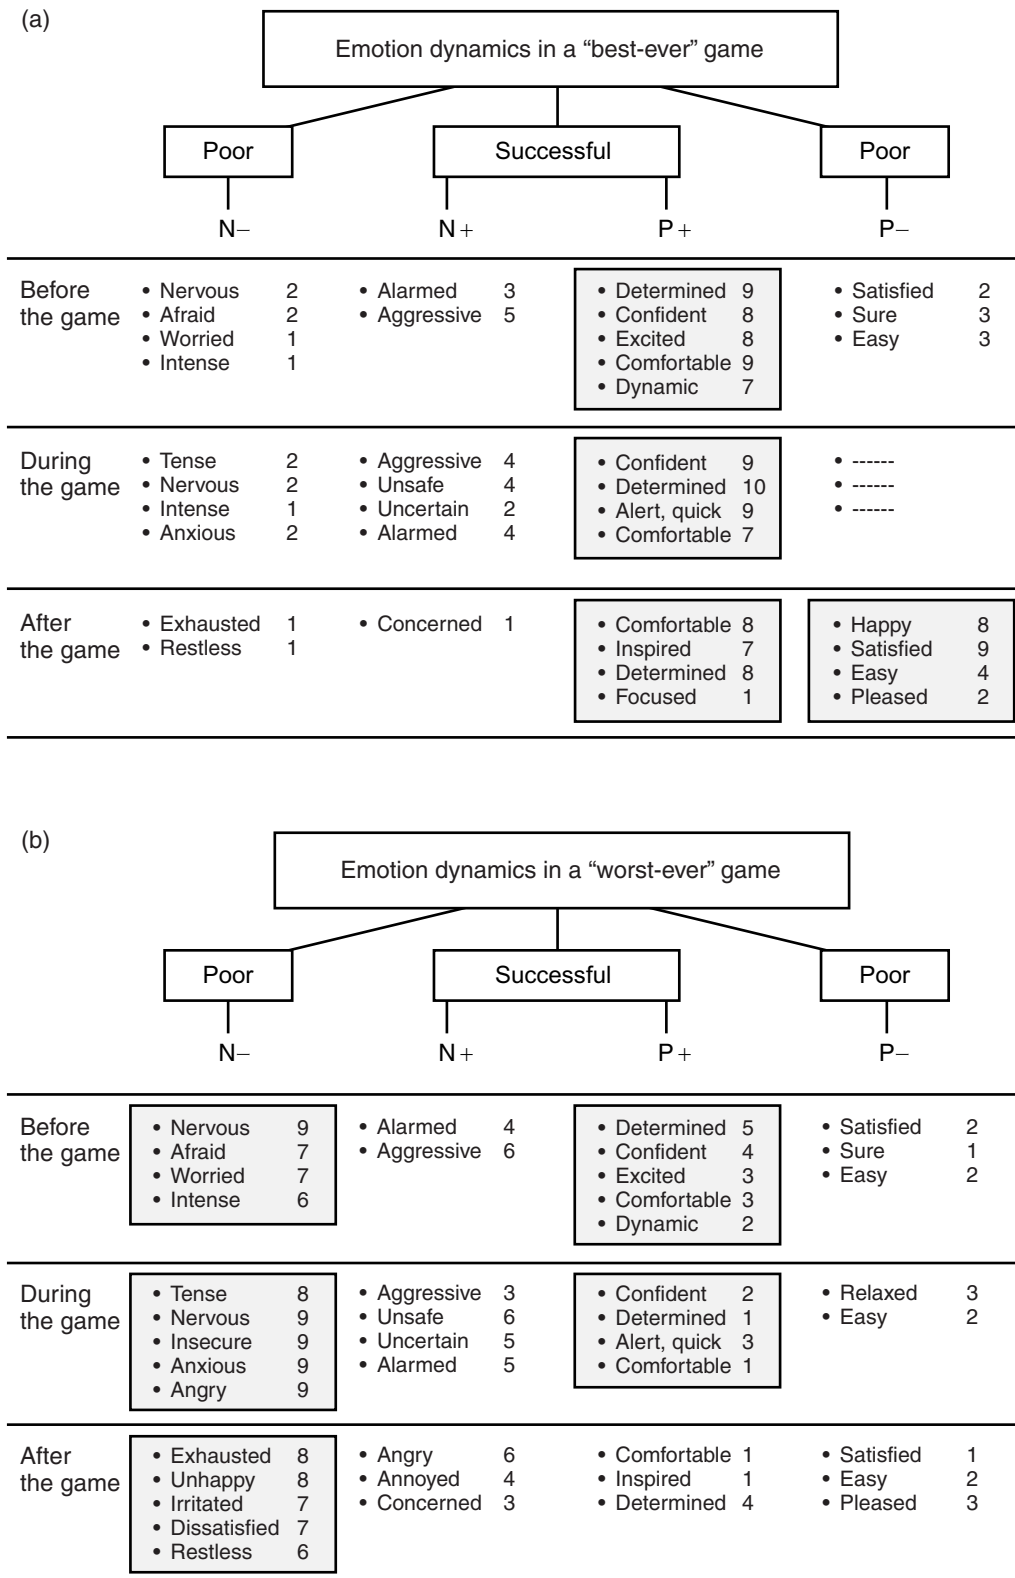 (a)
Emotion dynamics in a “best-ever” game
Poor Successful Poor
N− N+ P+ P−
Before the game
• Nervous 2
• Afraid 2
• Worried 1
• Intense 1
• Alarmed 3
• Aggressive 5
• Determined 9
• Confident 8
• Excited 8
• Comfortable 9
• Dynamic 7
• Satisfied 2
• Sure 3
• Easy 3
During the game
• Tense 2
• Nervous 2
• Intense 1
• Anxious 2
• Aggressive 4
• Unsafe 4
• Uncertain 2
• Alarmed 4
• Confident 9
• Determined 10
• Alert, quick 9
• Comfortable 7
• ------
• ------
• ------
After the game
• Exhausted 1
• Restless 1
• Concerned 1
• Comfortable 8
• Inspired 7
• Determined 8
• Focused 1
• Happy 8
• Satisfied 9
• Easy 4
• Pleased 2
(b)
Emotion dynamics in a “worst-ever” game
Poor Successful Poor
N− N+ P+ P−
Before the game
• Nervous 9
• Afraid 7
• Worried 7
• Intense 6
• Alarmed 4
• Aggressive 6
• Determined 5
• Confident 4
• Excited 3
• Comfortable 3
• Dynamic 2
• Satisfied 2
• Sure 1
• Easy 2
During the game
• Tense 8
• Nervous 9
• Insecure 9
• Anxious 9
• Angry 9
• Aggressive 3
• Unsafe 6
• Uncertain 5
• Alarmed 5
• Confident 2
• Determined 1
• Alert, quick 3
• Comfortable 1
• Relaxed 3
• Easy 2
After the game
• Exhausted 8
• Unhappy 8
• Irritated 7
• Dissatisfied 7
• Restless 6
• Angry 6
• Annoyed 4
• Concerned 3
• Comfortable 1
• Inspired 1
• Determined 4
• Satisfied 1
• Easy 2
• Pleased 3